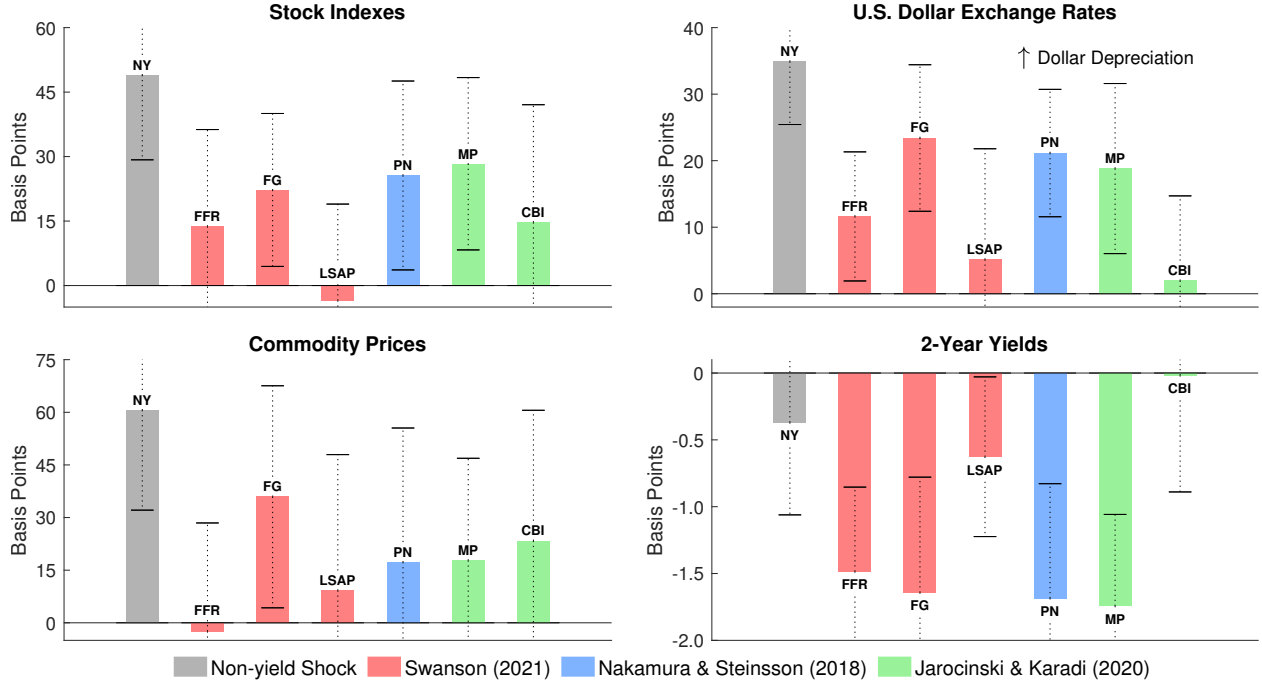 Stock Indexes
Basis Points
60
45
30
15
0
NY
FFR
FG
LSAP
PN
MP
CBI
U.S. Dollar Exchange Rates
Basis Points
40
30
20
10
0
↑ Dollar Depreciation
NY
FFR
FG
LSAP
PN
MP
CBI
Commodity Prices
Basis Points
75
60
45
30
15
0
NY
FFR
FG
LSAP
PN
MP
CBI
2-Year Yields
Basis Points
0
-0.5
-1.0
-1.5
-2.0
NY
FFR
FG
LSAP
PN
MP
CBI
Non-yield Shock Swanson (2021) Nakamura & Steinsson (2018) Jarocinski & Karadi (2020)